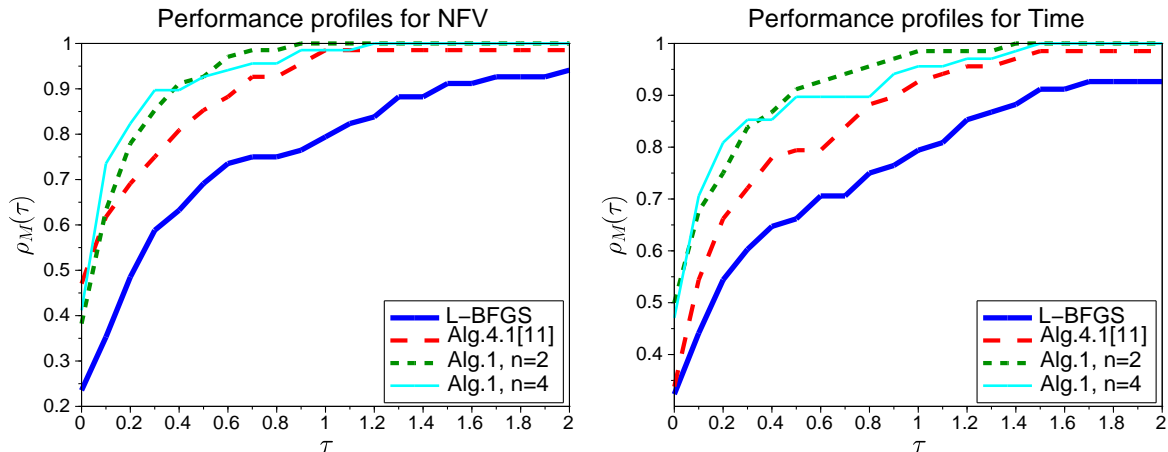 Performance profiles for NFV
1
0.9
0.8
0.7
0.6
0.5
0.4
0.3
0.2
ρ_M(τ)
0 0.2 0.4 0.6 0.8 1 1.2 1.4 1.6 1.8 2
τ
L−BFGS
Alg.4.1[11]
Alg.1, n=2
Alg.1, n=4
Performance profiles for Time
1
0.9
0.8
0.7
0.6
0.5
0.4
ρ_M(τ)
0 0.2 0.4 0.6 0.8 1 1.2 1.4 1.6 1.8 2
τ
L−BFGS
Alg.4.1[11]
Alg.1, n=2
Alg.1, n=4